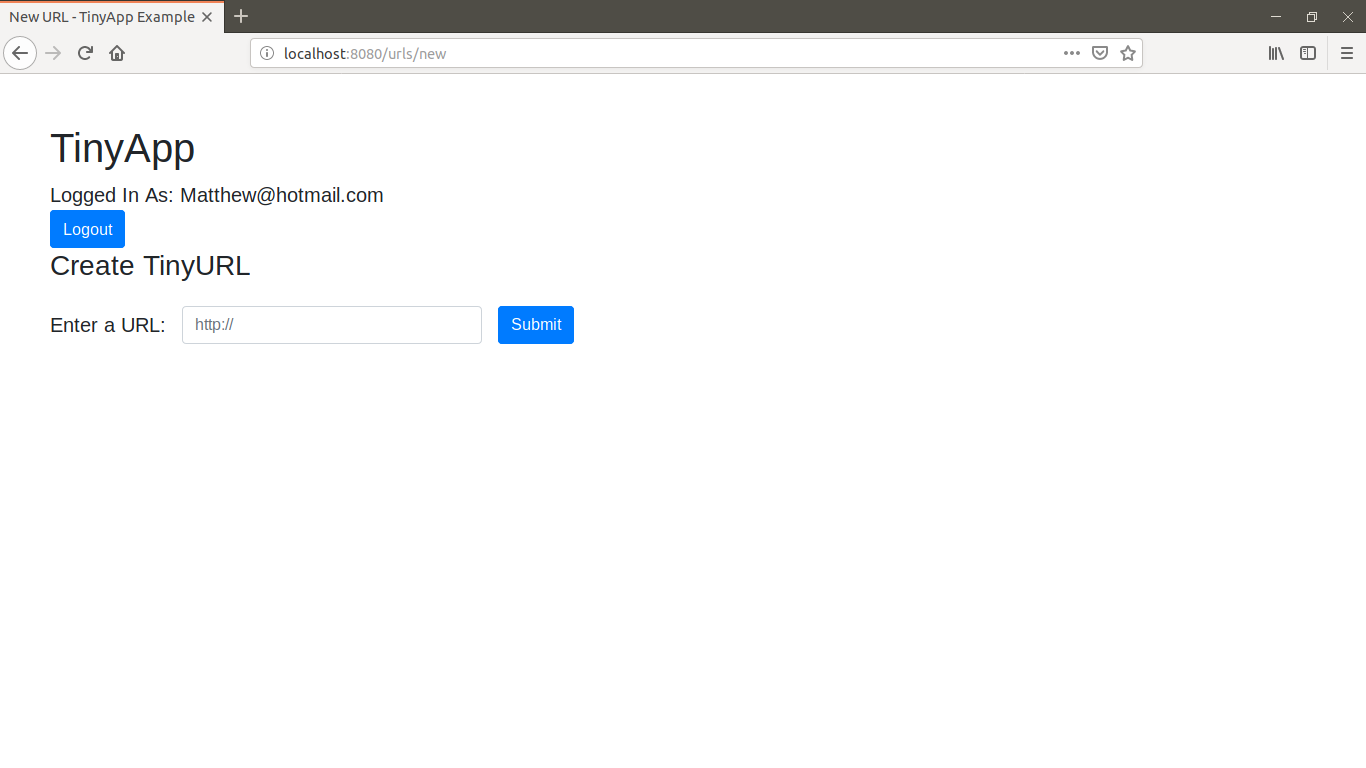 New URL - TinyApp Example
localhost:8080/urls/new
TinyApp
Logged In As: Matthew@hotmail.com
Logout
Create TinyURL
Enter a URL: http:// Submit